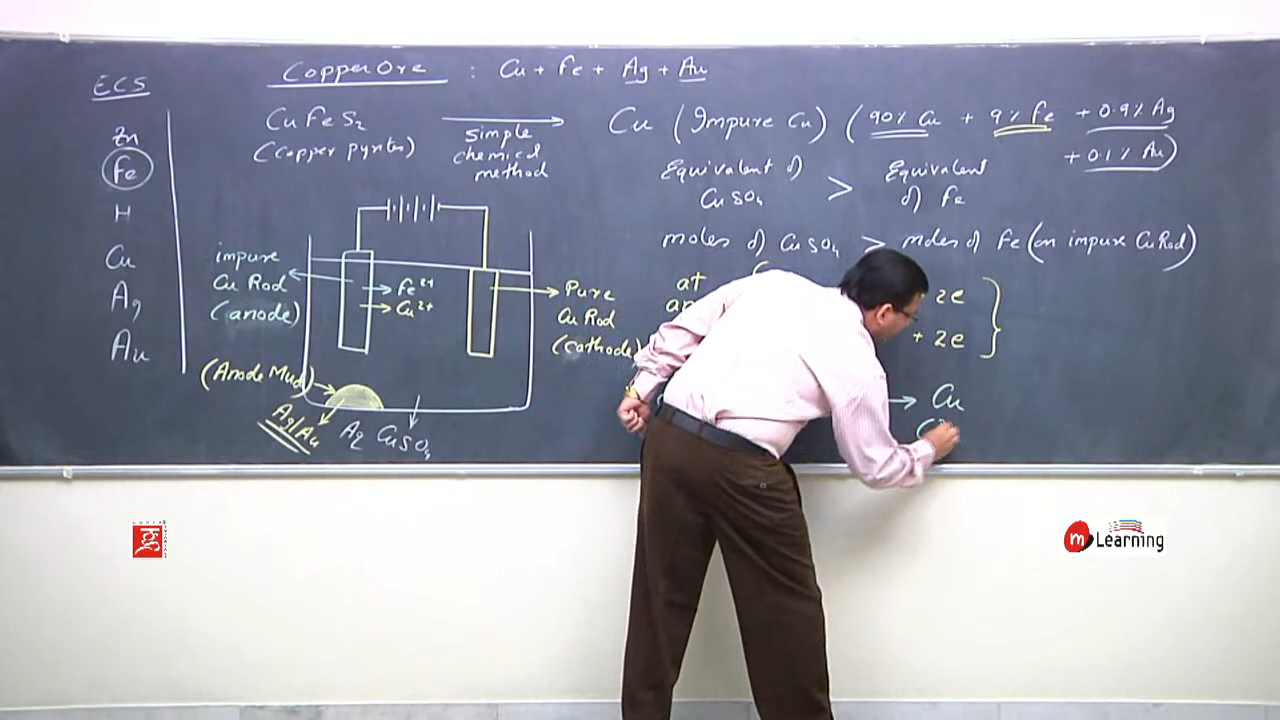 ECS
Zn
Fe
H
Cu
Ag
Au
Copper Ore : Cu + Fe + Ag + Au
CuFeS₂
(Copper pyrites)
simple
chemical
method
Cu (Impure Cu) (90% Cu + 9% Fe + 0.9% Ag
+ 0.1% Au)
Equivalent of
CuSO₄
>
Equivalent
of Fe
moles of CuSO₄ > moles of Fe (on impure Cu Rod)
impure
Cu Rod
(anode)
Fe²⁺
Cu²⁺
Pure
Cu Rod
(cathode)
(Anode Mud)
Ag/Au
Aq CuSO₄
at
+ 2e
+ 2e
→ Cu
m Learning